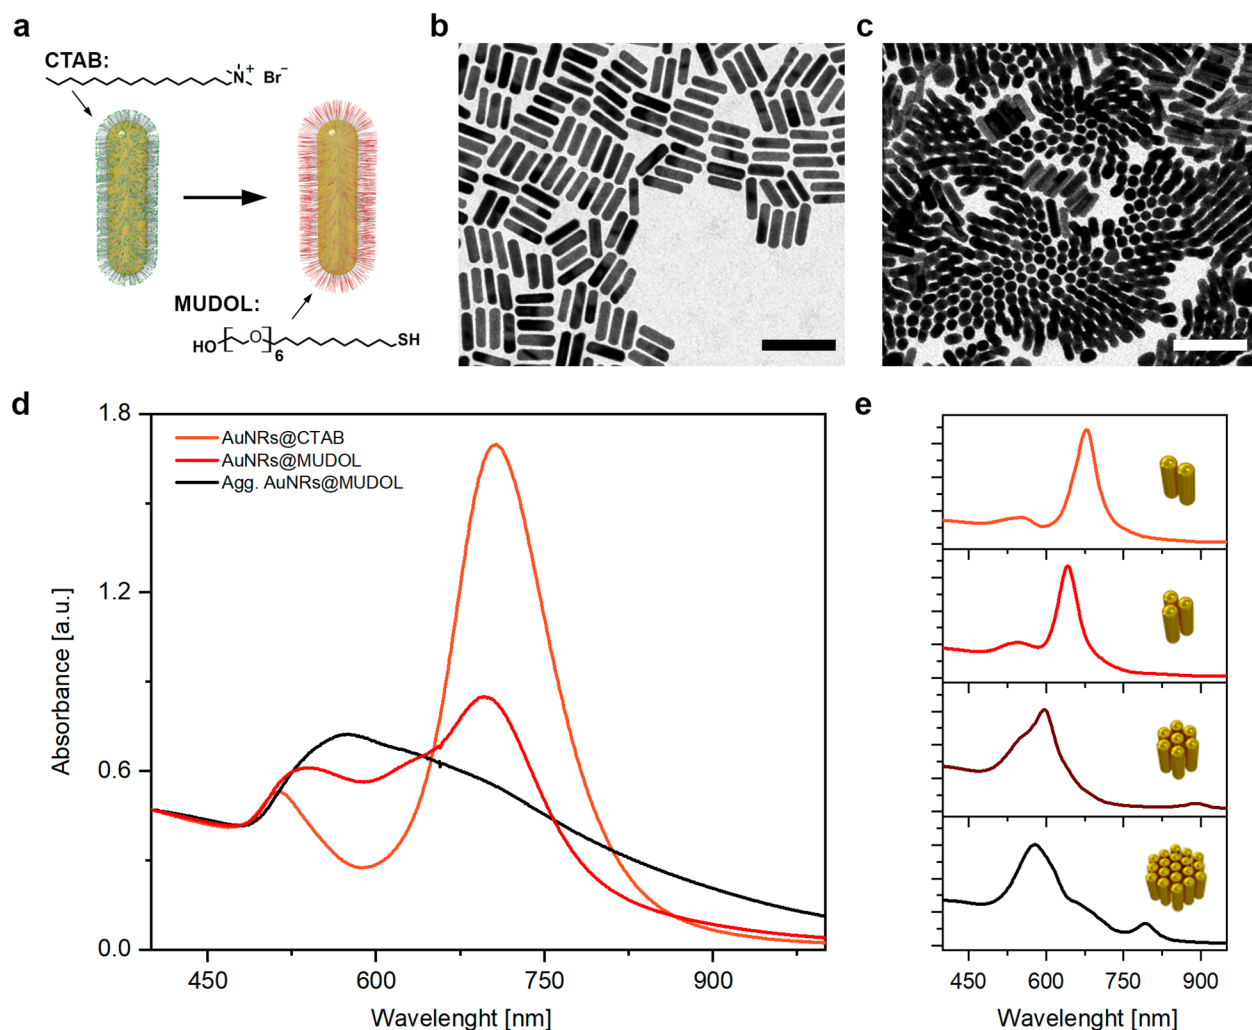 a
CTAB:
N+ Br−
MUDOL:
HO[ O ]6 SH
b
c
d
1.8
1.2
0.6
0.0
Absorbance [a.u.]
AuNRs@CTAB
AuNRs@MUDOL
Agg. AuNRs@MUDOL
450 600 750 900
Wavelenght [nm]
e
450 600 750 900
Wavelenght [nm]